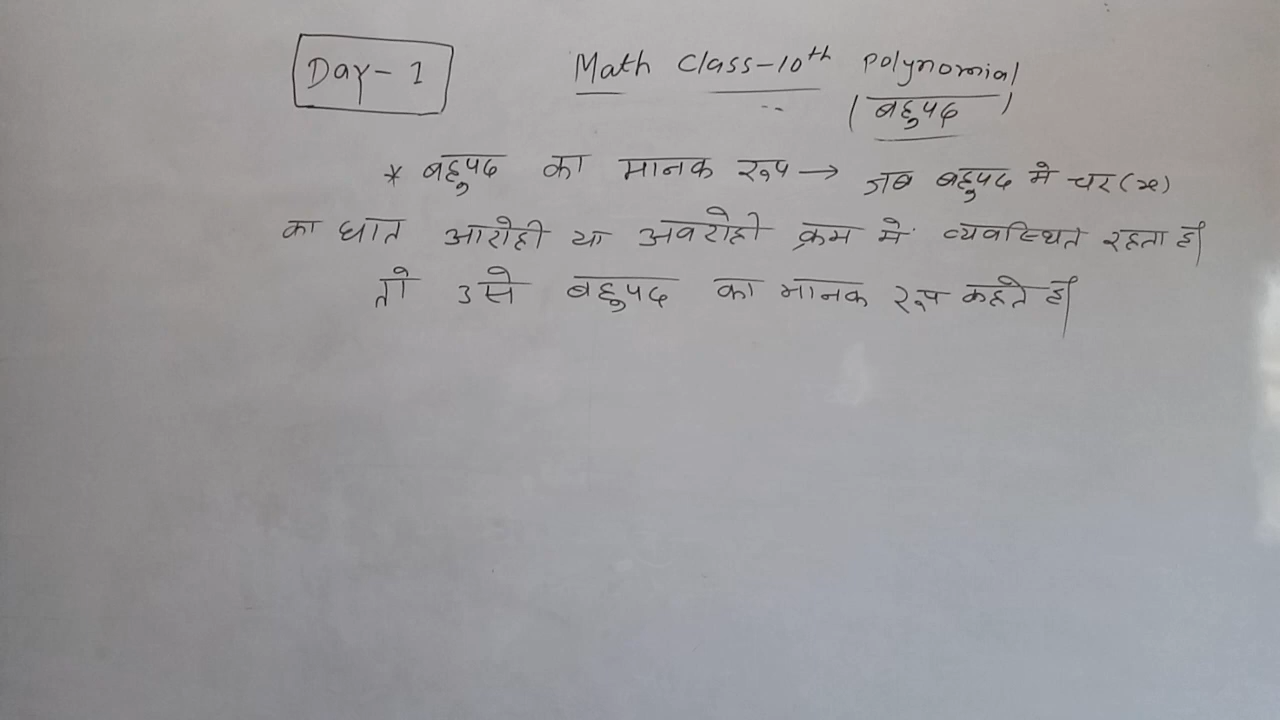 Day-1
Math Class-10th Polynomial
(बहुपद)
* बहुपद का मानक रूप → जब बहुपद मे चर(x)
का घात आरोही या अवरोही क्रम में व्यवस्थित रहता है।
तो उसे बहुपद का मानक रूप कहते है।